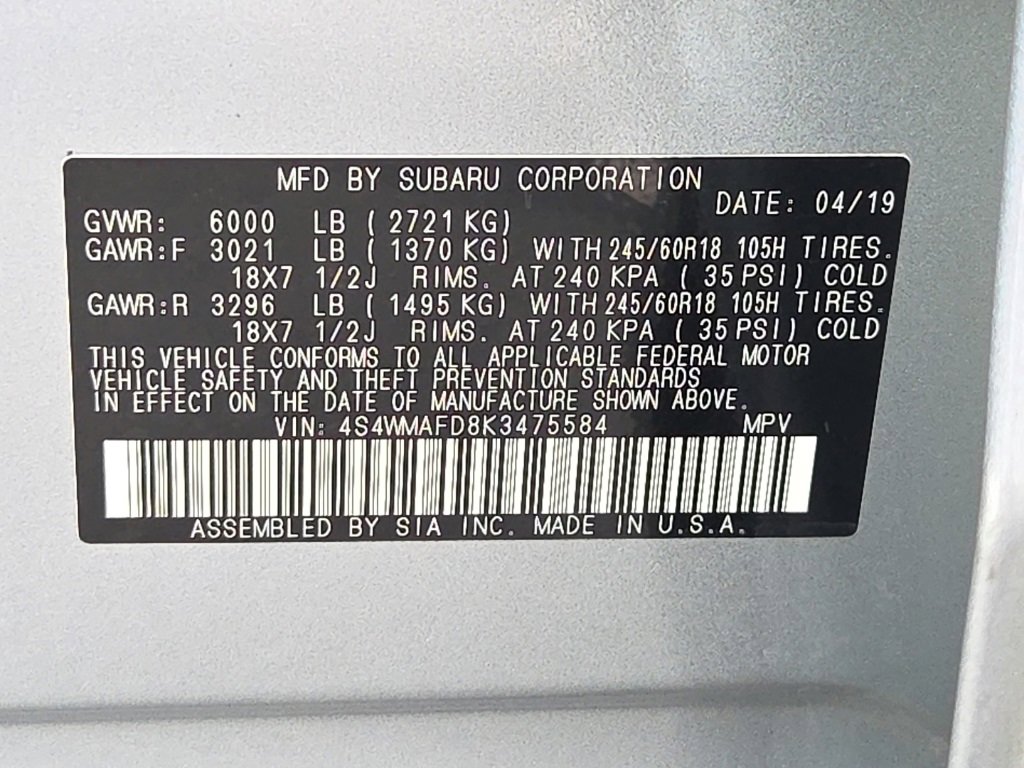 MFD BY SUBARU CORPORATION
DATE: 04/19
GVWR: 6000 LB ( 2721 KG)
GAWR:F 3021 LB ( 1370 KG) WITH 245/60R18 105H TIRES.
18X7 1/2J RIMS. AT 240 KPA ( 35 PSI) COLD
GAWR:R 3296 LB ( 1495 KG) WITH 245/60R18 105H TIRES.
18X7 1/2J RIMS. AT 240 KPA ( 35 PSI) COLD
THIS VEHICLE CONFORMS TO ALL APPLICABLE FEDERAL MOTOR
VEHICLE SAFETY AND THEFT PREVENTION STANDARDS
IN EFFECT ON THE DATE OF MANUFACTURE SHOWN ABOVE.
VIN: 4S4WMAFD8K3475584 MPV
ASSEMBLED BY SIA INC. MADE IN U.S.A.